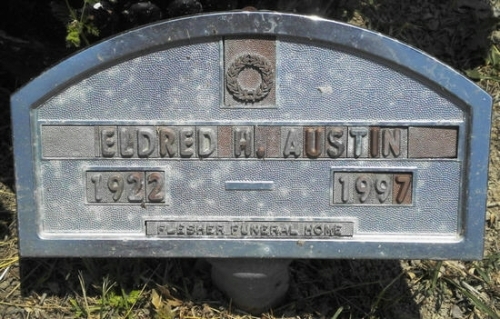 ELDRED H. AUSTIN
1922 — 1997
FLESHER FUNERAL HOME